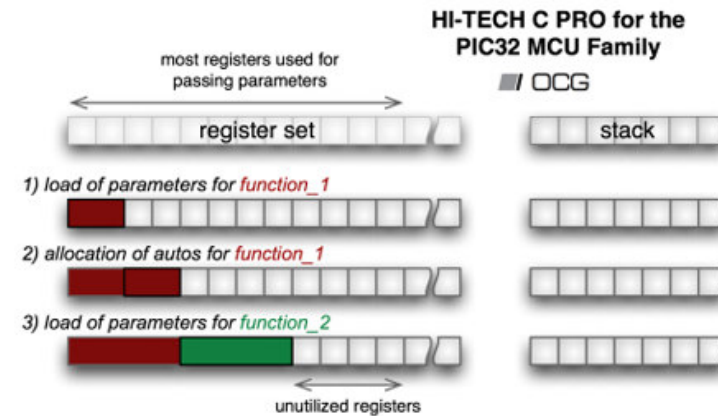 HI-TECH C PRO for the
PIC32 MCU Family
OCG
most registers used for
passing parameters
register set
stack
1) load of parameters for function_1
2) allocation of autos for function_1
3) load of parameters for function_2
unutilized registers